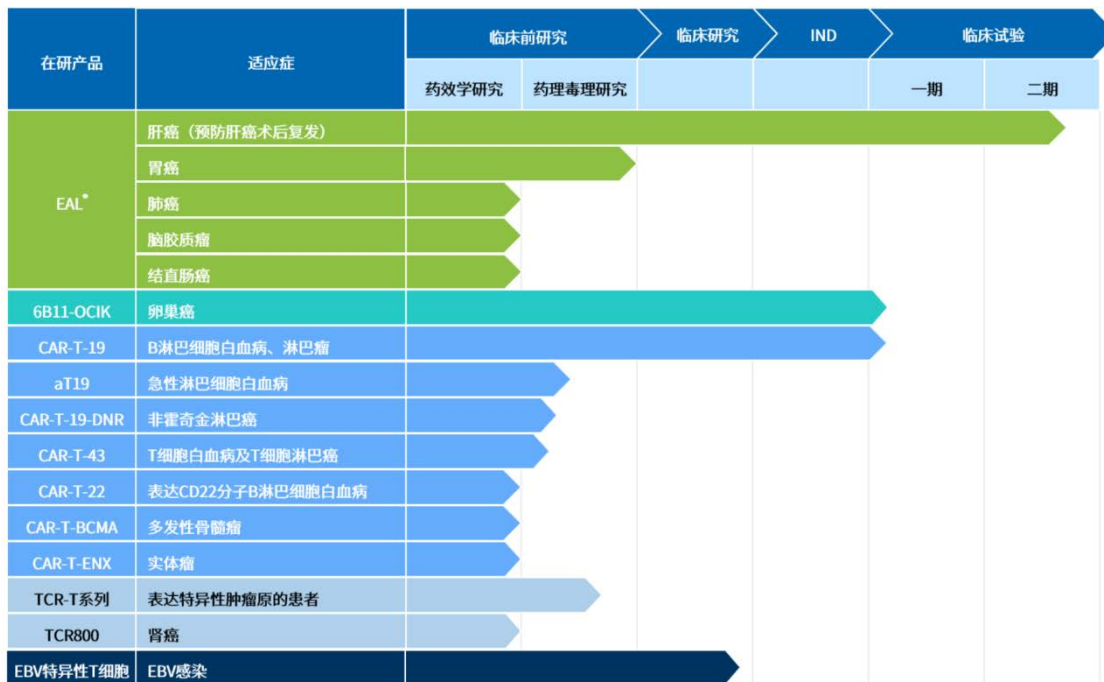 在研产品
适应症
临床前研究
临床研究
IND
临床试验
药效学研究
药理毒理研究
一期
二期
EAL®
肝癌（预防肝癌术后复发）
胃癌
肺癌
脑胶质瘤
结直肠癌
6B11-OCIK
卵巢癌
CAR-T-19
B淋巴细胞白血病、淋巴瘤
aT19
急性淋巴细胞白血病
CAR-T-19-DNR
非霍奇金淋巴癌
CAR-T-43
T细胞白血病及T细胞淋巴癌
CAR-T-22
表达CD22分子B淋巴细胞白血病
CAR-T-BCMA
多发性骨髓瘤
CAR-T-ENX
实体瘤
TCR-T系列
表达特异性肿瘤原的患者
TCR800
肾癌
EBV特异性T细胞
EBV感染